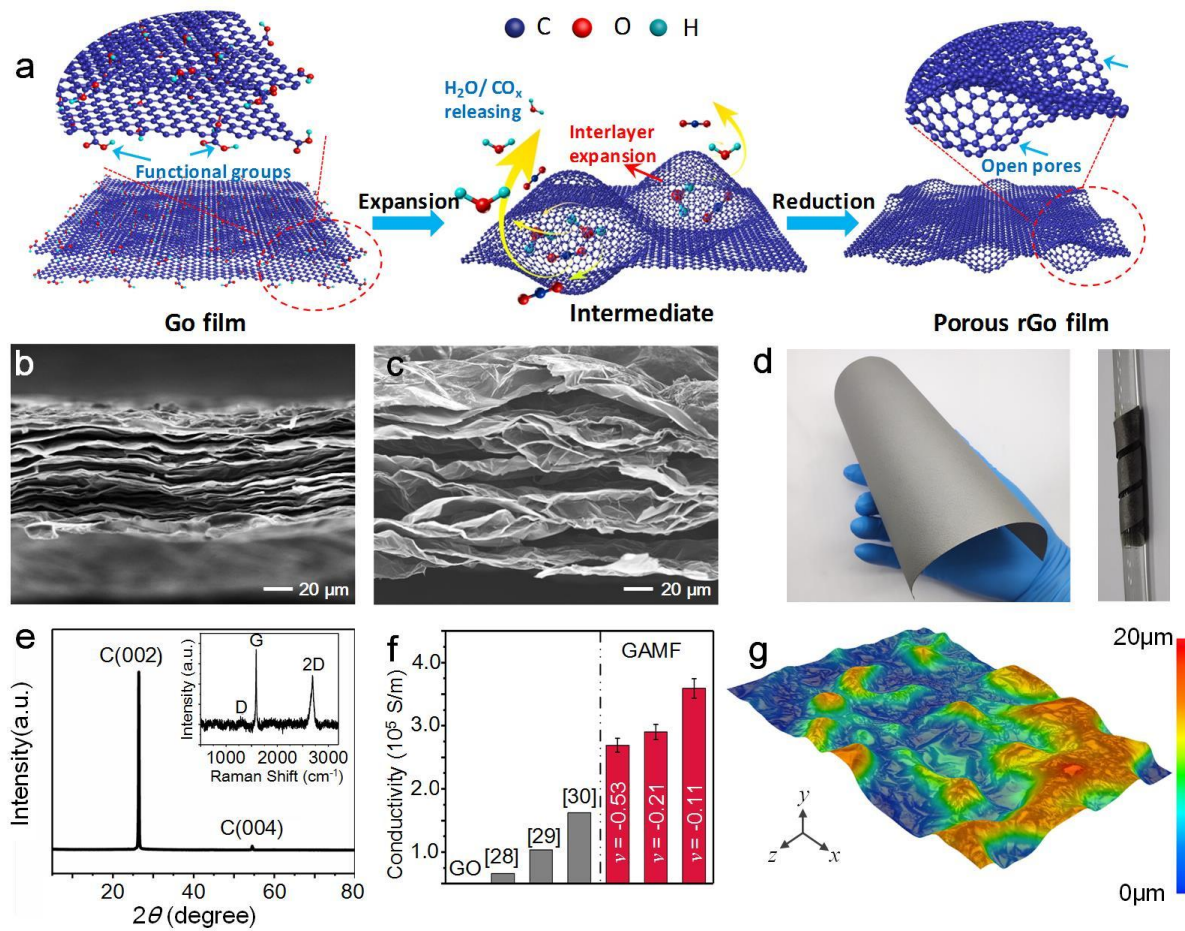 a
C O H
H₂O/ COₓ
releasing
Interlayer
expansion
Functional groups
Open pores
Expansion
Reduction
Go film
Intermediate
Porous rGo film
b
20 µm
c
20 µm
d
e
Intensity(a.u.)
C(002)
C(004)
20 40 60 80
2θ (degree)
Intensity (a.u.)
G
D
2D
1000 2000 3000
Raman Shift (cm⁻¹)
f
Conductivity (10⁵ S/m)
4.0
3.0
2.0
1.0
GAMF
GO
[28]
[29]
[30]
v = -0.53
v = -0.21
v = -0.11
g
20µm
0µm
y
z
x